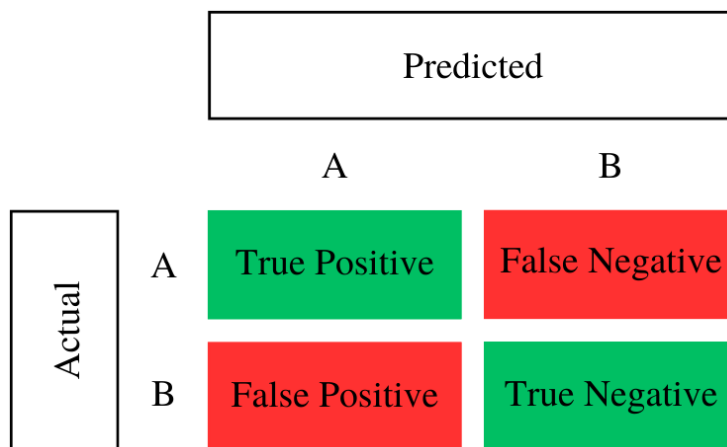 Predicted
A B
Actual
A True Positive False Negative
B False Positive True Negative